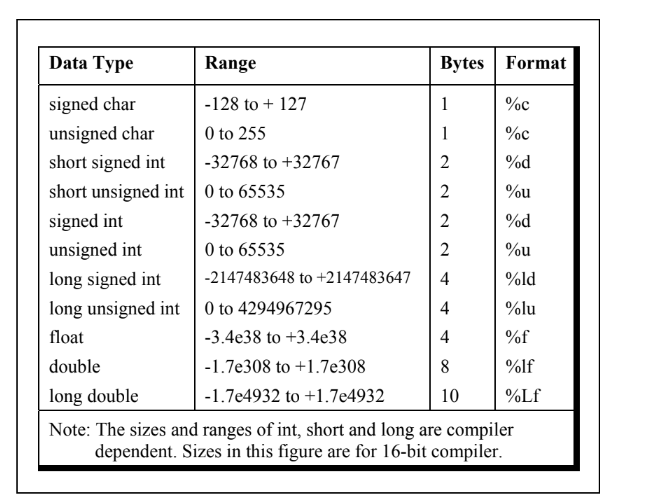 Data Type Range Bytes Format
signed char -128 to + 127 1 %c
unsigned char 0 to 255 1 %c
short signed int -32768 to +32767 2 %d
short unsigned int 0 to 65535 2 %u
signed int -32768 to +32767 2 %d
unsigned int 0 to 65535 2 %u
long signed int -2147483648 to +2147483647 4 %ld
long unsigned int 0 to 4294967295 4 %lu
float -3.4e38 to +3.4e38 4 %f
double -1.7e308 to +1.7e308 8 %lf
long double -1.7e4932 to +1.7e4932 10 %Lf
Note: The sizes and ranges of int, short and long are compiler
dependent. Sizes in this figure are for 16-bit compiler.